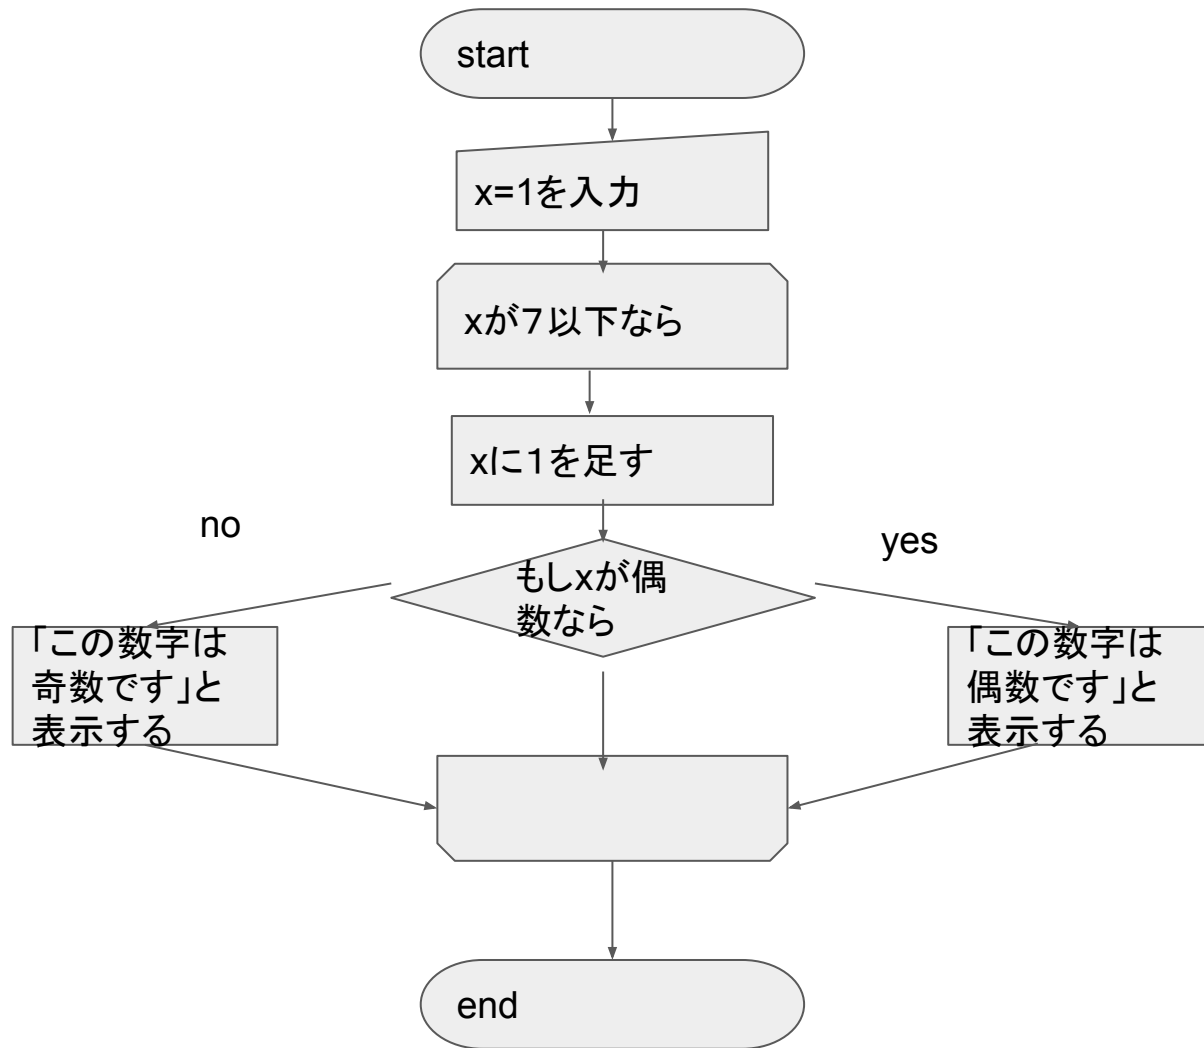 start
x=1を入力
xが７以下なら
xに１を足す
no
yes
もしxが偶
数なら
「この数字は
奇数です」と
表示する
「この数字は
偶数です」と
表示する
end